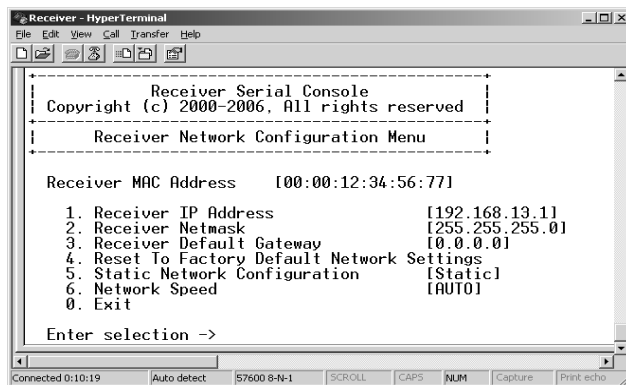 Receiver - HyperTerminal
File Edit View Call Transfer Help
Receiver Serial Console
Copyright (c) 2000-2006, All rights reserved
Receiver Network Configuration Menu
Receiver MAC Address [00:00:12:34:56:77]
1. Receiver IP Address [192.168.13.1]
2. Receiver Netmask [255.255.255.0]
3. Receiver Default Gateway [0.0.0.0]
4. Reset To Factory Default Network Settings
5. Static Network Configuration [Static]
6. Network Speed [AUTO]
0. Exit
Enter selection ->
Connected 0:10:19 Auto detect 57600 8-N-1 SCROLL CAPS NUM Capture Print echo